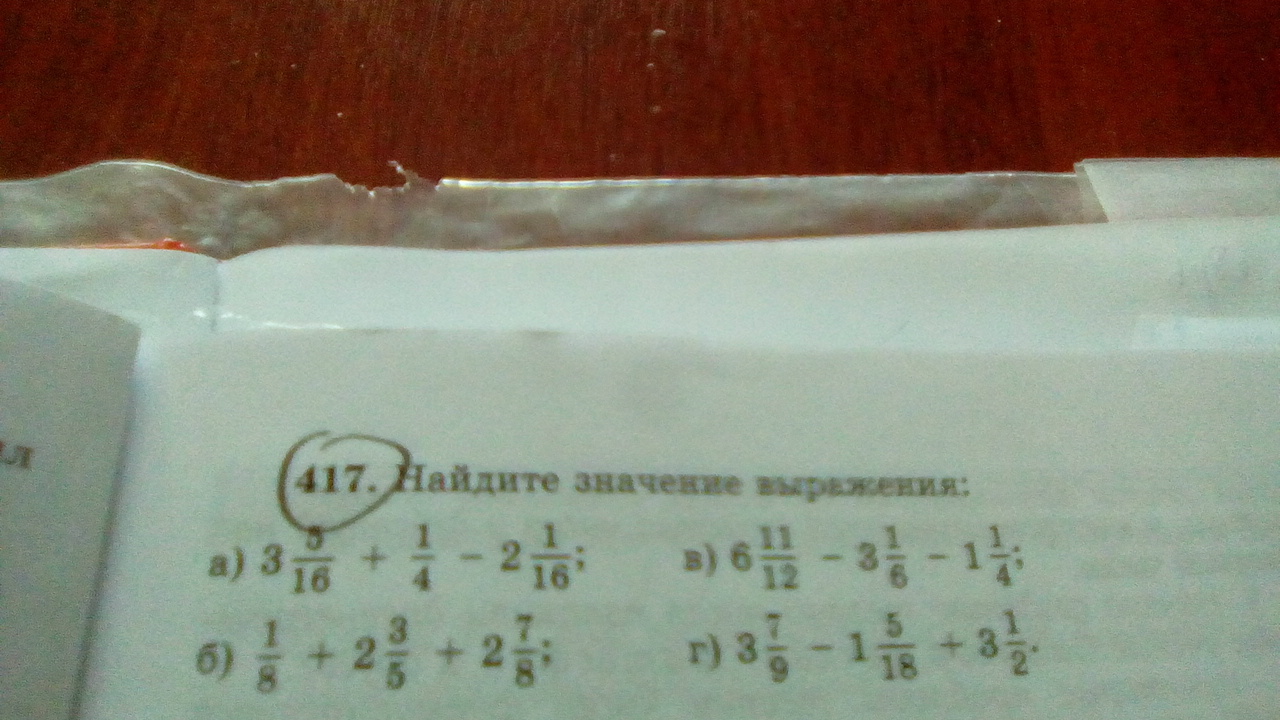 417. Найдите значение выражения:
а) 3 5/16 + 1/4 − 2 1/16; в) 6 11/12 − 3 1/6 − 1 1/4;
б) 1/8 + 2 3/5 + 2 7/8; г) 3 7/9 − 1 5/18 + 3 1/2.